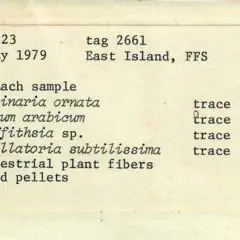 23 tag 2661
y 1979 East Island, FFS
ach sample
inaria ornata trace
um arabicum trace
fithsia sp. trace
llatoria subtilissima trace
estrial plant fibers
d pellets